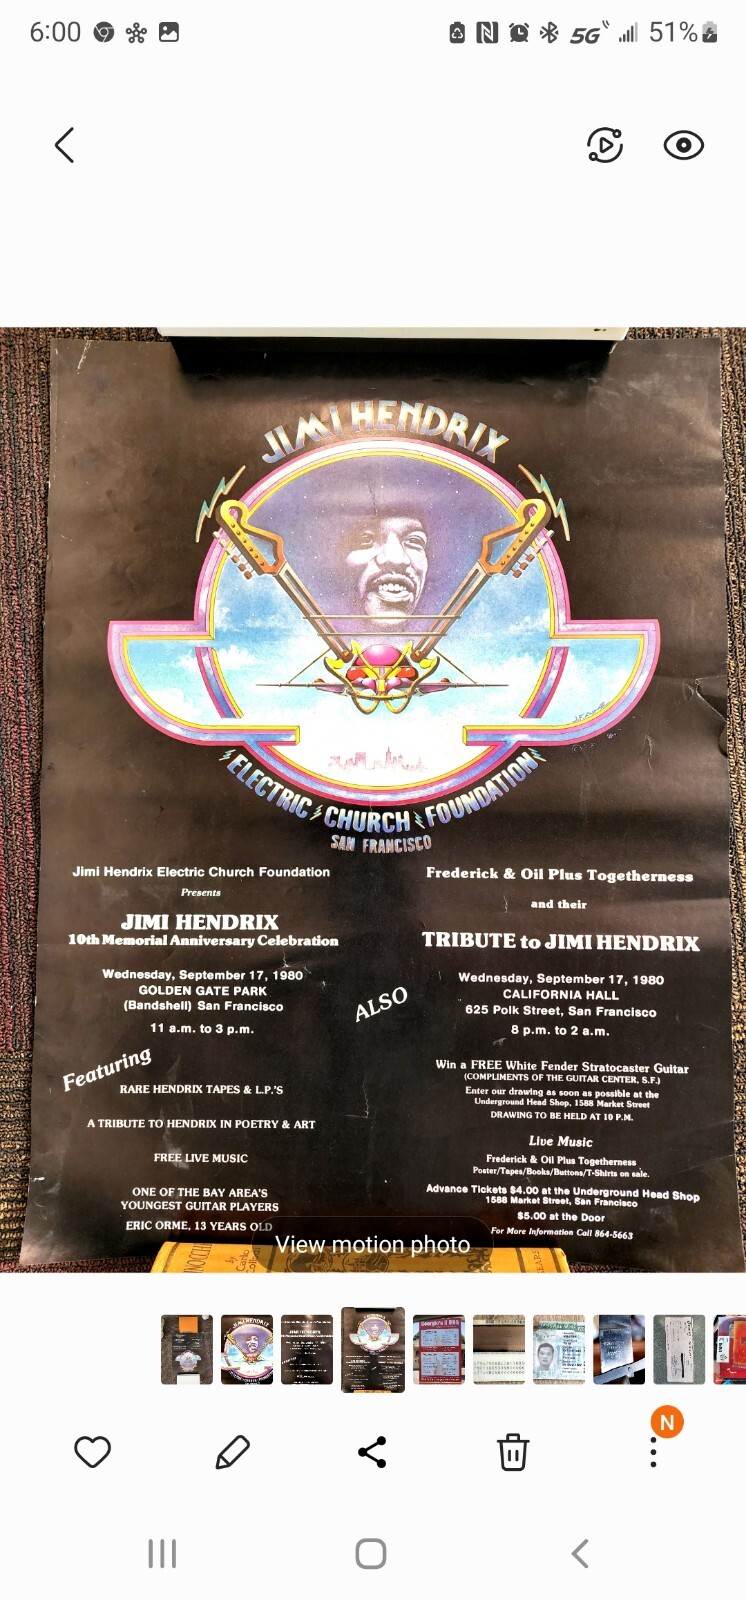 6:00
5G
51%
JIMI HENDRIX
ELECTRIC CHURCH FOUNDATION
SAN FRANCISCO
Jimi Hendrix Electric Church Foundation
Presents
JIMI HENDRIX
10th Memorial Anniversary Celebration
Wednesday, September 17, 1980
GOLDEN GATE PARK
(Bandshell) San Francisco
11 a.m. to 3 p.m.
Featuring
RARE HENDRIX TAPES & L.P.'S
A TRIBUTE TO HENDRIX IN POETRY & ART
FREE LIVE MUSIC
ONE OF THE BAY AREA'S
YOUNGEST GUITAR PLAYERS
ERIC ORME, 13 YEARS OLD
ALSO
Frederick & Oil Plus Togetherness
and their
TRIBUTE to JIMI HENDRIX
Wednesday, September 17, 1980
CALIFORNIA HALL
625 Polk Street, San Francisco
8 p.m. to 2 a.m.
Win a FREE White Fender Stratocaster Guitar
(COMPLIMENTS OF THE GUITAR CENTER, S.F.)
Enter our drawing as soon as possible at the
Underground Head Shop, 1588 Market Street
DRAWING TO BE HELD AT 10 P.M.
Live Music
Frederick & Oil Plus Togetherness
Poster/Tapes/Books/Buttons/T-Shirts on sale.
Advance Tickets $4.00 at the Underground Head Shop
1588 Market Street, San Francisco
$5.00 at the Door
For More Information Call 864-5663
View motion photo
N